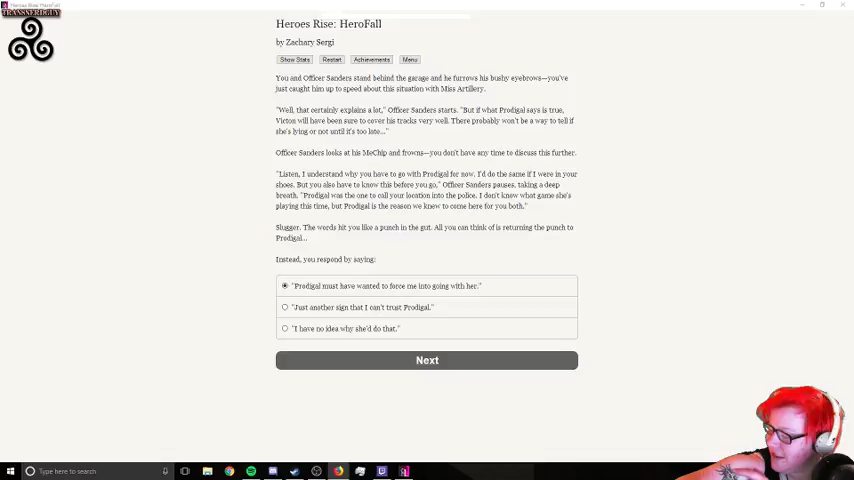 Heroes Rise: HeroFall
TRANSNERDGUY
Heroes Rise: HeroFall
by Zachary Sergi
Show Stats Restart Achievements Menu
You and Officer Sanders stand behind the garage and he furrows his bushy eyebrows—you've
just caught him up to speed about this situation with Miss Artillery.
"Well, that certainly explains a lot," Officer Sanders starts. "But if what Prodigal says is true,
Victon will have been sure to cover his tracks very well. There probably won't be a way to tell if
she's lying or not until it's too late..."
Officer Sanders looks at his MeChip and frowns—you don't have any time to discuss this further.
"Listen, I understand why you have to go with Prodigal for now. I'd do the same if I were in your
shoes. But you also have to know this before you go," Officer Sanders pauses, taking a deep
breath. "Prodigal was the one to call your location into the police. I don't know what game she's
playing this time, but Prodigal is the reason we knew to come here for you both."
Slugger. The words hit you like a punch in the gut. All you can think of is returning the punch to
Prodigal...
Instead, you respond by saying:
"Prodigal must have wanted to force me into going with her."
"Just another sign that I can't trust Prodigal."
"I have no idea why she'd do that."
Next
Type here to search